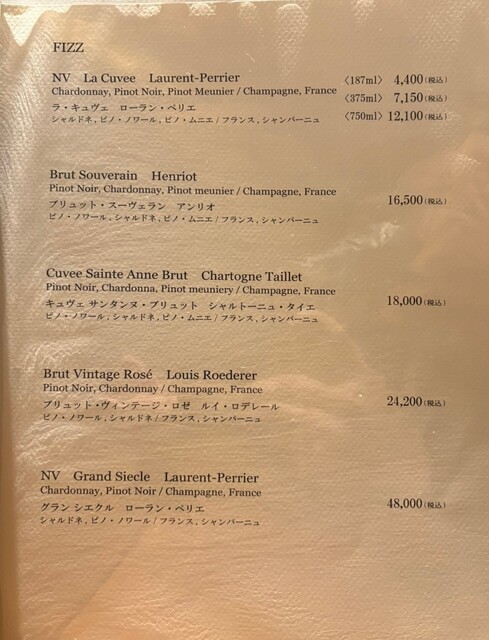 FIZZ
NV La Cuvee Laurent-Perrier 〈187ml〉 4,400(税込)
Chardonnay, Pinot Noir, Pinot Meunier / Champagne, France 〈375ml〉 7,150(税込)
ラ・キュヴェ ローラン・ペリエ
シャルドネ, ピノ・ノワール, ピノ・ムニエ / フランス, シャンパーニュ 〈750ml〉 12,100(税込)
Brut Souverain Henriot
Pinot Noir, Chardonnay, Pinot meunier / Champagne, France
ブリュット・スーヴェラン アンリオ 16,500(税込)
ピノ・ノワール, シャルドネ, ピノ・ムニエ / フランス, シャンパーニュ
Cuvee Sainte Anne Brut Chartogne Taillet
Pinot Noir, Chardonna, Pinot meuniery / Champagne, France
キュヴェ サンタンヌ・ブリュット シャルトーニュ・タイエ 18,000(税込)
ピノ・ノワール, シャルドネ, ピノ・ムニエ / フランス, シャンパーニュ
Brut Vintage Rosé Louis Roederer
Pinot Noir, Chardonnay / Champagne, France
ブリュット・ヴィンテージ・ロゼ ルイ・ロデレール 24,200(税込)
ピノ・ノワール, シャルドネ / フランス, シャンパーニュ
NV Grand Siecle Laurent-Perrier
Chardonnay, Pinot Noir / Champagne, France
グラン シエクル ローラン・ペリエ 48,000(税込)
シャルドネ, ピノ・ノワール / フランス, シャンパーニュ